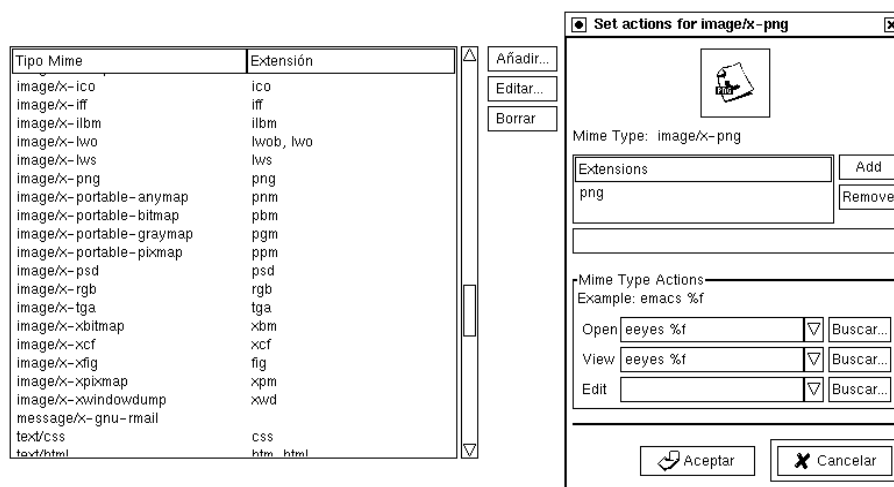 Tipo Mime Extensión
image/x-ico ico
image/x-iff iff
image/x-ilbm ilbm
image/x-lwo lwob, lwo
image/x-lws lws
image/x-png png
image/x-portable-anymap pnm
image/x-portable-bitmap pbm
image/x-portable-graymap pgm
image/x-portable-pixmap ppm
image/x-psd psd
image/x-rgb rgb
image/x-tga tga
image/x-xbitmap xbm
image/x-xcf xcf
image/x-xfig fig
image/x-xpixmap xpm
image/x-xwindowdump xwd
message/x-gnu-rmail
text/css css
text/html htm, html
Añadir...
Editar...
Borrar
Set actions for image/x-png
PNG
Mime Type: image/x-png
Extensions
png
Add
Remove
Mime Type Actions
Example: emacs %f
Open eeyes %f Buscar...
View eeyes %f Buscar...
Edit Buscar...
Aceptar Cancelar